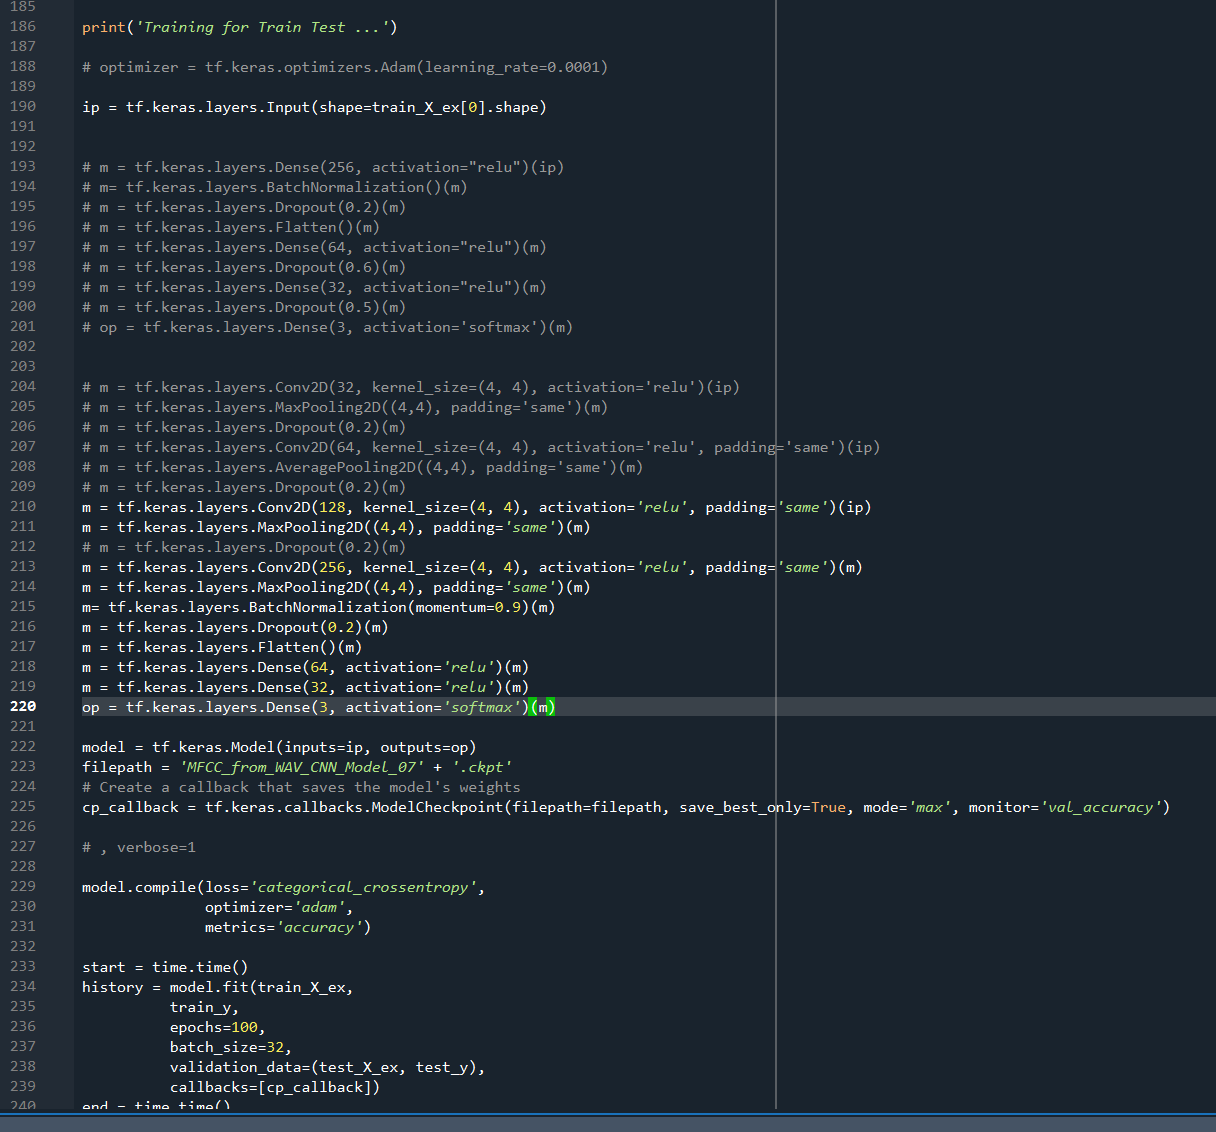 185
186 print('Training for Train Test ...')
187
188 # optimizer = tf.keras.optimizers.Adam(learning_rate=0.0001)
189
190 ip = tf.keras.layers.Input(shape=train_X_ex[0].shape)
191
192
193 # m = tf.keras.layers.Dense(256, activation="relu")(ip)
194 # m= tf.keras.layers.BatchNormalization()(m)
195 # m = tf.keras.layers.Dropout(0.2)(m)
196 # m = tf.keras.layers.Flatten()(m)
197 # m = tf.keras.layers.Dense(64, activation="relu")(m)
198 # m = tf.keras.layers.Dropout(0.6)(m)
199 # m = tf.keras.layers.Dense(32, activation="relu")(m)
200 # m = tf.keras.layers.Dropout(0.5)(m)
201 # op = tf.keras.layers.Dense(3, activation='softmax')(m)
202
203
204 # m = tf.keras.layers.Conv2D(32, kernel_size=(4, 4), activation='relu')(ip)
205 # m = tf.keras.layers.MaxPooling2D((4,4), padding='same')(m)
206 # m = tf.keras.layers.Dropout(0.2)(m)
207 # m = tf.keras.layers.Conv2D(64, kernel_size=(4, 4), activation='relu', padding='same')(ip)
208 # m = tf.keras.layers.AveragePooling2D((4,4), padding='same')(m)
209 # m = tf.keras.layers.Dropout(0.2)(m)
210 m = tf.keras.layers.Conv2D(128, kernel_size=(4, 4), activation='relu', padding='same')(ip)
211 m = tf.keras.layers.MaxPooling2D((4,4), padding='same')(m)
212 # m = tf.keras.layers.Dropout(0.2)(m)
213 m = tf.keras.layers.Conv2D(256, kernel_size=(4, 4), activation='relu', padding='same')(m)
214 m = tf.keras.layers.MaxPooling2D((4,4), padding='same')(m)
215 m= tf.keras.layers.BatchNormalization(momentum=0.9)(m)
216 m = tf.keras.layers.Dropout(0.2)(m)
217 m = tf.keras.layers.Flatten()(m)
218 m = tf.keras.layers.Dense(64, activation='relu')(m)
219 m = tf.keras.layers.Dense(32, activation='relu')(m)
220 op = tf.keras.layers.Dense(3, activation='softmax')(m)
221
222 model = tf.keras.Model(inputs=ip, outputs=op)
223 filepath = 'MFCC_from_WAV_CNN_Model_07' + '.ckpt'
224 # Create a callback that saves the model's weights
225 cp_callback = tf.keras.callbacks.ModelCheckpoint(filepath=filepath, save_best_only=True, mode='max', monitor='val_accuracy')
226
227 # , verbose=1
228
229 model.compile(loss='categorical_crossentropy',
230 optimizer='adam',
231 metrics='accuracy')
232
233 start = time.time()
234 history = model.fit(train_X_ex,
235 train_y,
236 epochs=100,
237 batch_size=32,
238 validation_data=(test_X_ex, test_y),
239 callbacks=[cp_callback])
240 end = time.time()